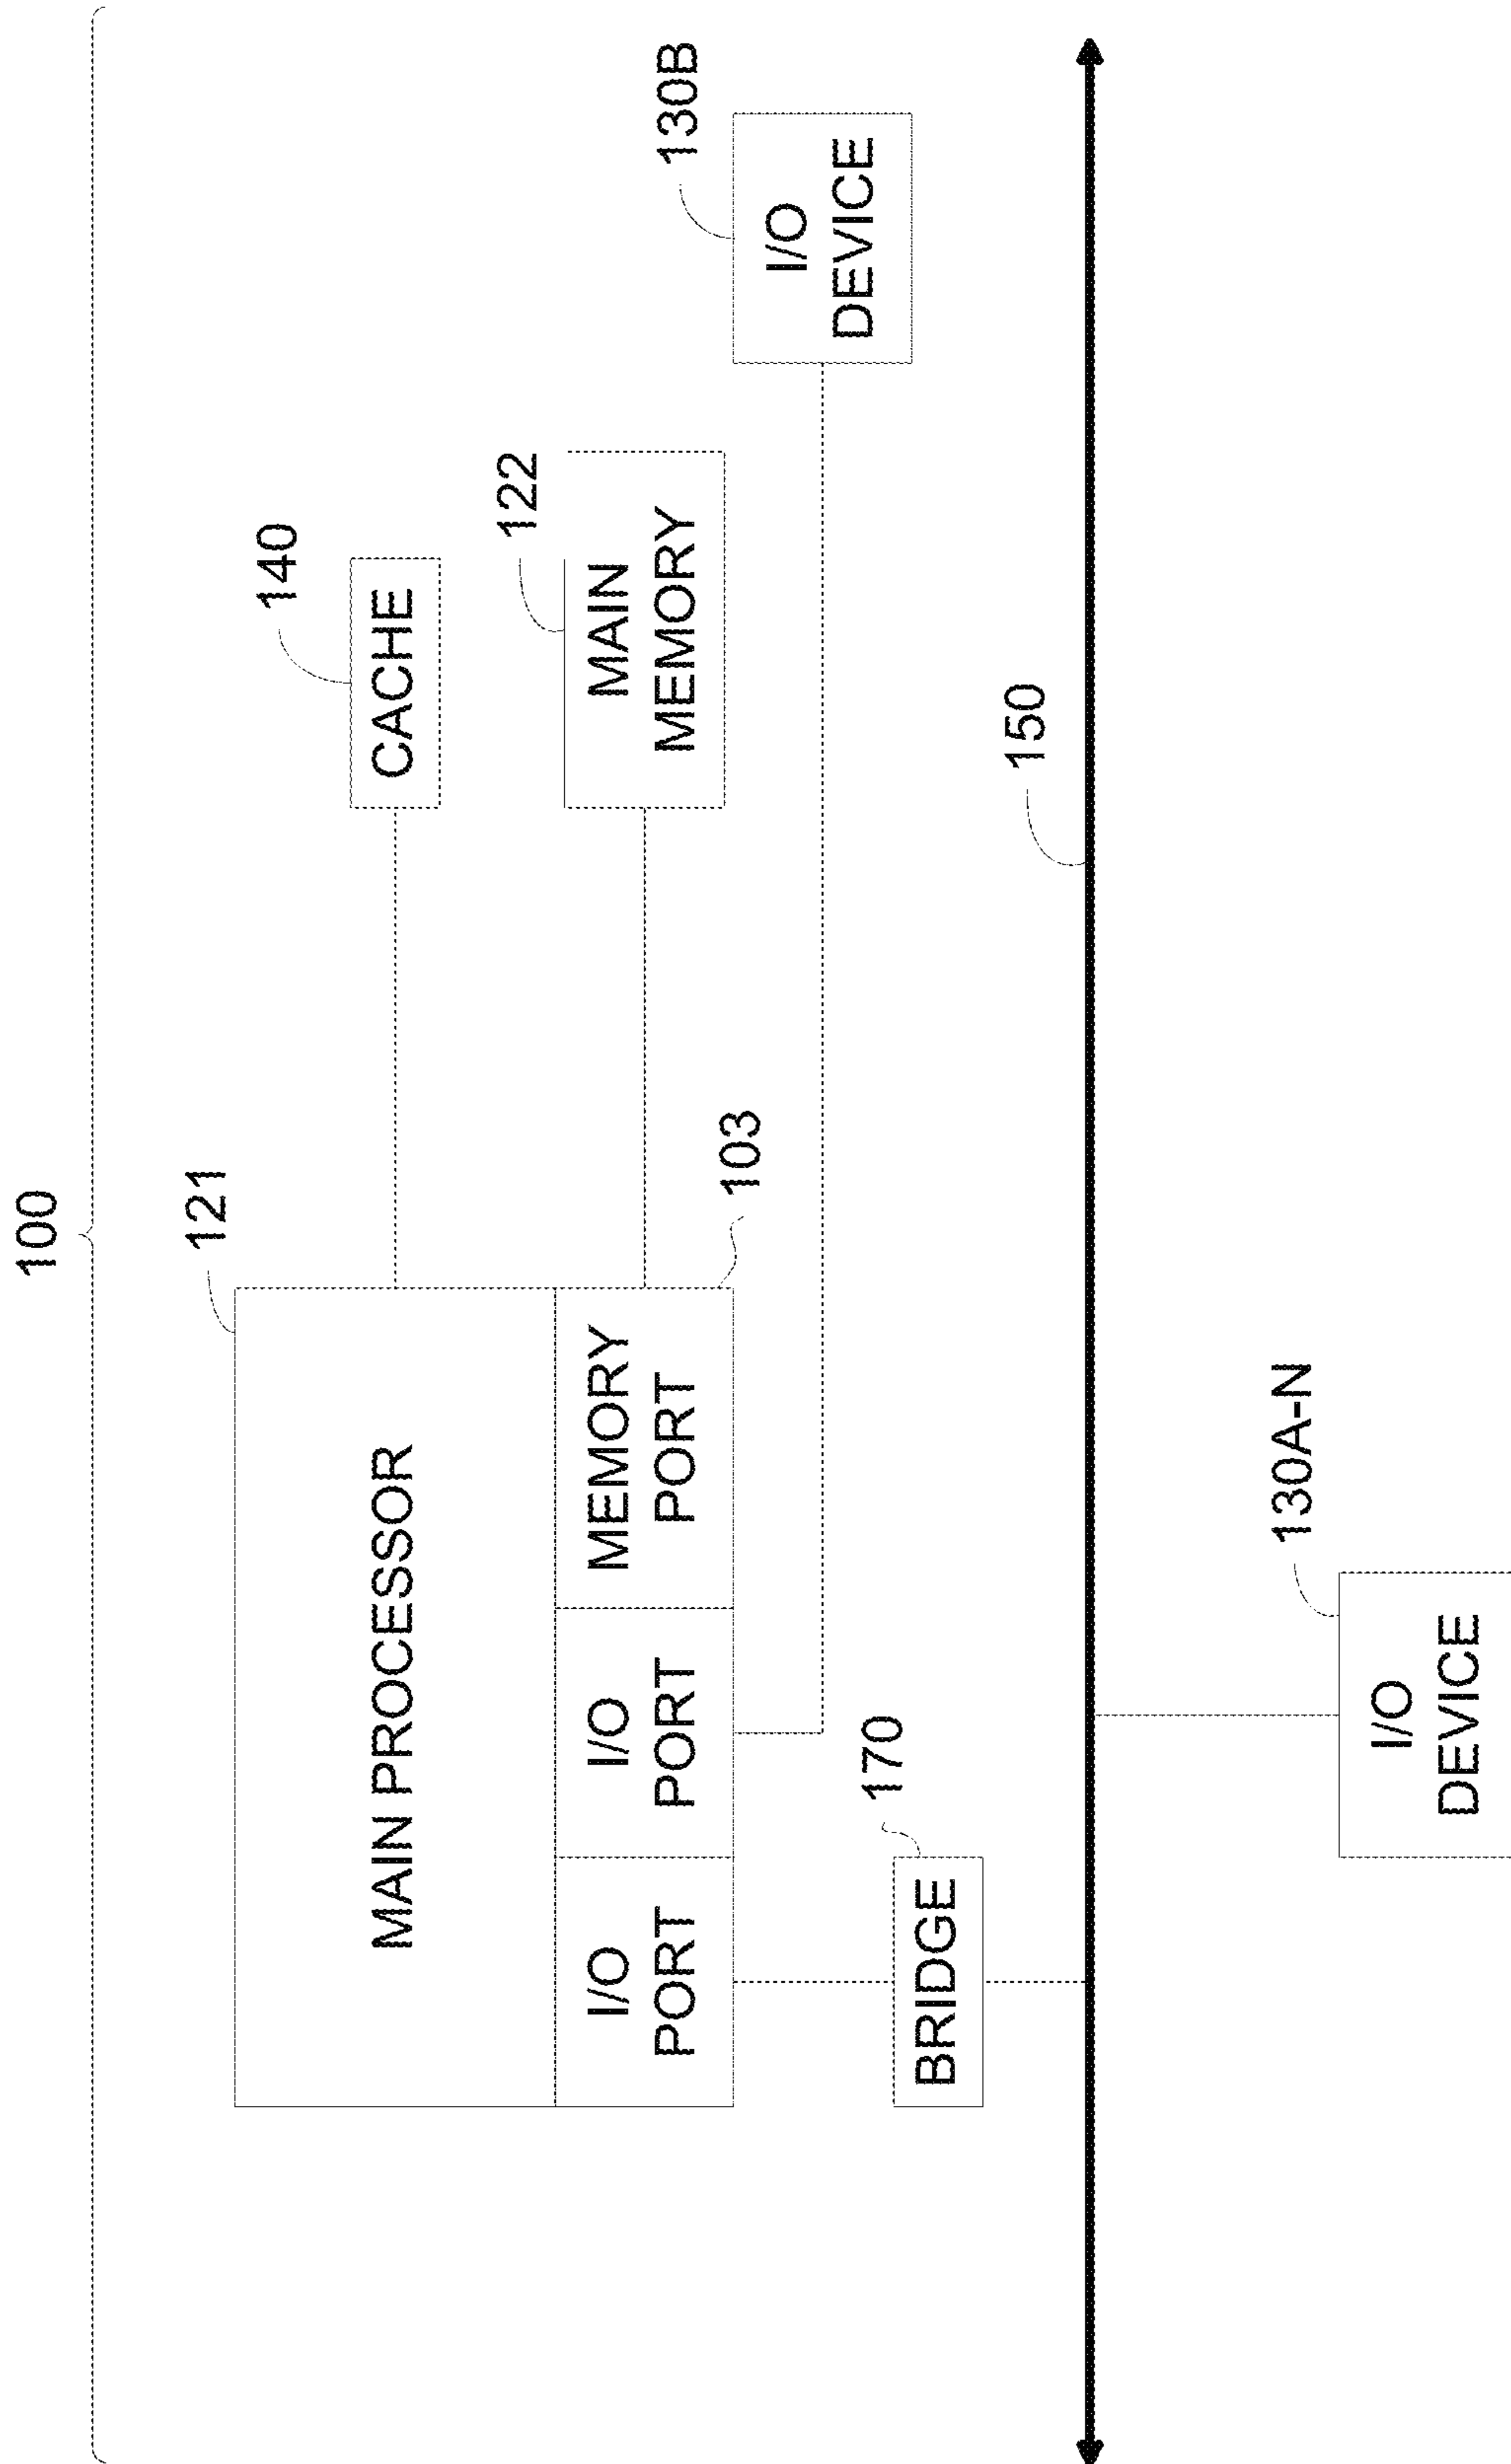 100
121
MAIN PROCESSOR
140
CACHE
I/O
PORT
I/O
PORT
MEMORY
PORT
103
122
MAIN
MEMORY
130B
I/O
DEVICE
170
BRIDGE
150
130A-N
I/O
DEVICE